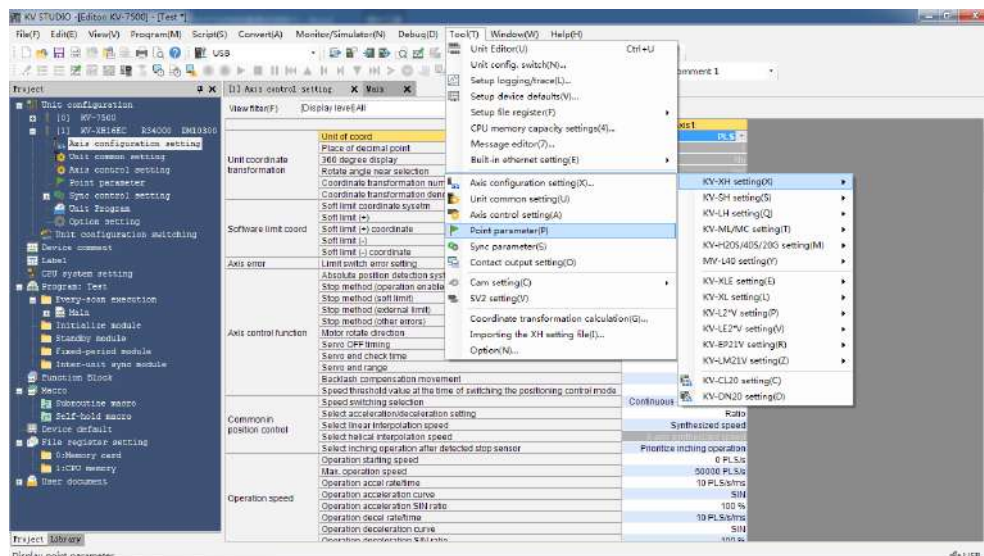 KV STUDIO -[Editor: KV-7500] - [Test *]
File(F) Edit(E) View(V) Program(M) Script(S) Convert(A) Monitor/Simulator(N) Debug(D) Tool(T) Window(W) Help(H)
USB
omment 1
Project
[1] Axis control setting
Main
View filter(F)
Display level
All
Unit configuration
[0] KV-7500
[1] KV-XH16EC R34000 DM10300
Axis configuration setting
Unit common setting
Axis control setting
Point parameter
Sync control setting
Unit Program
Option setting
Unit configuration switching
Device comment
Label
CPU system setting
Program: Test
Every-scan execution
Main
Initialize module
Standby module
Fixed-period module
Inter-unit sync module
Function Block
Macro
Subroutine macro
Self-hold macro
Device default
File register setting
0:Memory card
1:CPU memory
User document
Project
Library
Axis1
Unit coordinate transformation
Unit of coord
PLS
Place of decimal point
360 degree display
Rotate angle near selection
Coordinate transformation num
Coordinate transformation den
Software limit coord
Soft limit coordinate sysetm
Soft limit (+)
Soft limit (+) coordinate
Soft limit (-)
Soft limit (-) coordinate
Axis error
Limit switch error setting
Axis control function
Absolute position detection syst
Stop method (operation enable
Stop method (soft limit)
Stop method (external limit)
Stop method (other errors)
Motor rotate direction
Servo OFF timing
Servo end check time
Servo end range
Backlash compensation movement
Speed threshold value at the time of switching the positioning control mode
Common in position control
Speed switching selection
Continuous
Select acceleration/deceleration setting
Ratio
Select linear interpolation speed
Synthesized speed
Select helical interpolation speed
Select inching operation after detected stop sensor
Prioritize inching operation
Operation speed
Operation starting speed
0 PLS/s
Max. operation speed
50000 PLS/s
Operation accel rate/time
10 PLS/s/ms
Operation acceleration curve
SIN
Operation acceleration SIN ratio
100 %
Operation decel rate/time
10 PLS/s/ms
Operation deceleration curve
SIN
Operation deceleration SIN ratio
100 %
Unit Editor(U) Ctrl+U
Unit config. switch(N)...
Setup logging/trace(L)...
Setup device defaults(V)...
Setup file register(F)
CPU memory capacity settings(4)...
Message editor(7)...
Built-in ethernet setting(E)
Axis configuration setting(X)...
Unit common setting(U)
Axis control setting(A)
Point parameter(P)
Sync parameter(S)
Contact output setting(O)
Cam setting(C)
SV2 setting(V)
Coordinate transformation calculation(G)...
Importing the XH setting file(I)...
Option(N)...
KV-XH setting(X)
KV-SH setting(S)
KV-LH setting(Q)
KV-ML/MC setting(T)
KV-H20S/40S/20G setting(M)
MV-L40 setting(Y)
KV-XLE setting(E)
KV-XL setting(L)
KV-L2*V setting(P)
KV-LE2*V setting(V)
KV-EP21V setting(R)
KV-LM21V setting(Z)
KV-CL20 setting(C)
KV-DN20 setting(D)
Display point parameter
USB